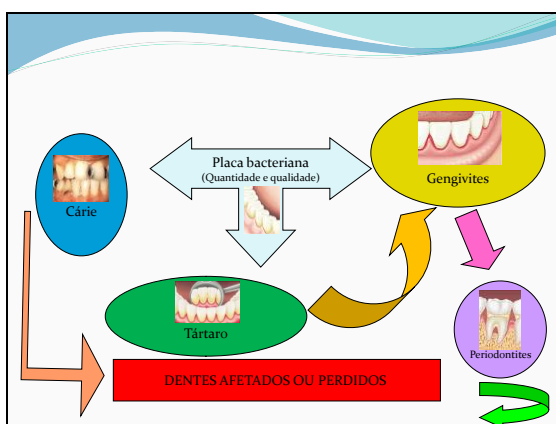 Placa bacteriana
(Quantidade e qualidade)
Gengivites
Cárie
Tártaro
Periodontites
DENTES AFETADOS OU PERDIDOS